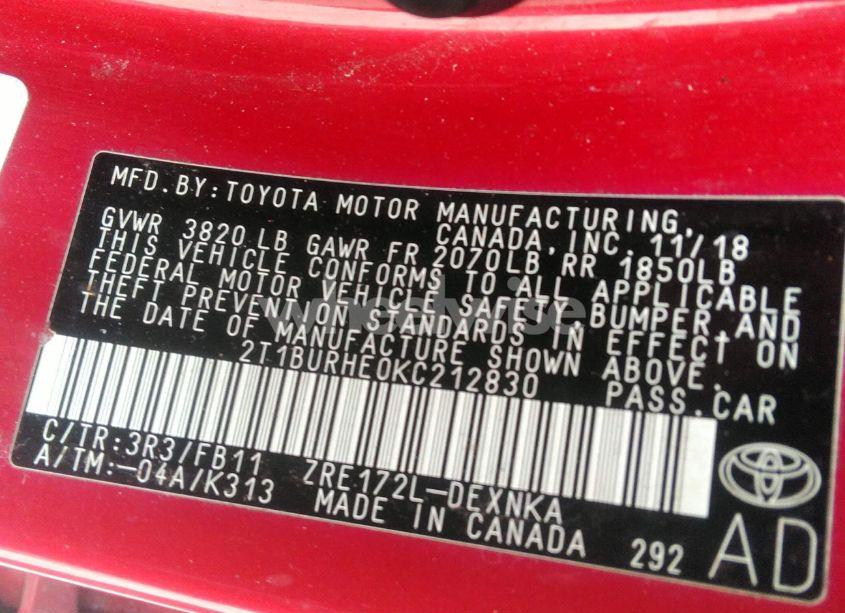 MFD.BY:TOYOTA MOTOR MANUFACTURING,
CANADA,INC. 11/18
GVWR 3820 LB GAWR FR 2070LB RR 1850LB
THIS VEHICLE CONFORMS TO ALL APPLICABLE
FEDERAL MOTOR VEHICLE SAFETY,BUMPER,AND
THEFT PREVENTION STANDARDS IN EFFECT ON
THE DATE OF MANUFACTURE SHOWN ABOVE.
2T1BURHE0KC212830 PASS.CAR
C/TR:3R3/FB11 ZRE172L-DEXNKA
A/TM:-04A/K313 MADE IN CANADA
292 AD
wheelwise